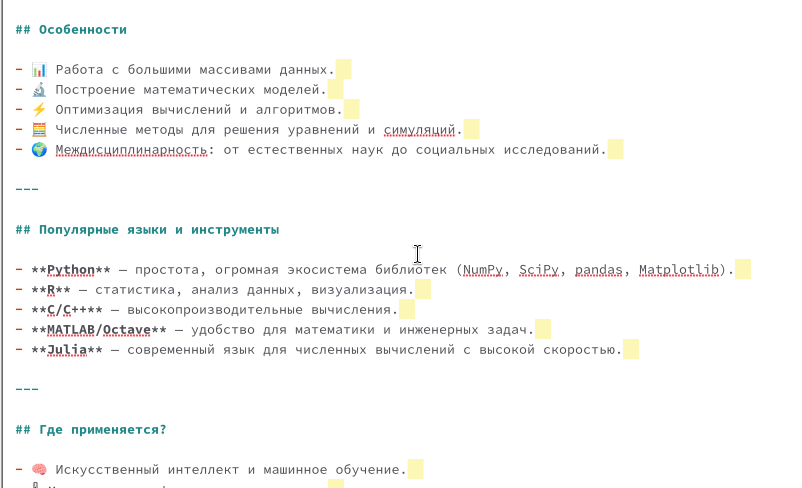 ## Особенности
- 📊 Работа с большими массивами данных.
- 🔬 Построение математических моделей.
- ⚡ Оптимизация вычислений и алгоритмов.
- 🧮 Численные методы для решения уравнений и симуляций.
- 🌍 Междисциплинарность: от естественных наук до социальных исследований.
---
## Популярные языки и инструменты
- **Python** — простота, огромная экосистема библиотек (NumPy, SciPy, pandas, Matplotlib).
- **R** — статистика, анализ данных, визуализация.
- **C/C++** — высокопроизводительные вычисления.
- **MATLAB/Octave** — удобство для математики и инженерных задач.
- **Julia** — современный язык для численных вычислений с высокой скоростью.
---
## Где применяется?
- 🧠 Искусственный интеллект и машинное обучение.